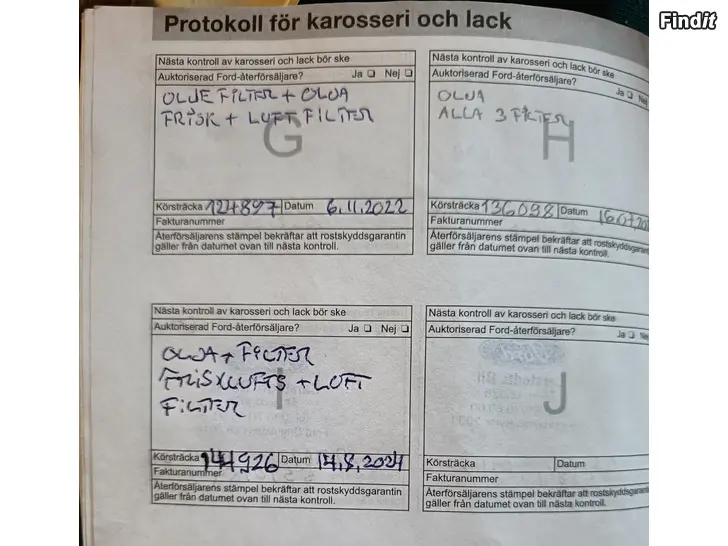 Findit
Protokoll för karosseri och lack
Nästa kontroll av karosseri och lack bör ske
Auktoriserad Ford-återförsäljare? Ja Nej
OLJE FILTER + OLJA
FRISK + LUFT FILTER
G
Körsträcka 124897 Datum 6.11.2022
Fakturanummer
Återförsäljarens stämpel bekräftar att rostskyddsgarantin
gäller från datumet ovan till nästa kontroll.
Nästa kontroll av karosseri och lack bör ske
Auktoriserad Ford-återförsäljare? Ja Nej
OLJA
ALLA 3 FILTER
H
Körsträcka 136098 Datum
Fakturanummer
Återförsäljarens stämpel bekräftar att rostskyddsgarantin
gäller från datumet ovan till nästa kontroll.
Nästa kontroll av karosseri och lack bör ske
Auktoriserad Ford-återförsäljare? Ja Nej
OLJA + FILTER
FRISKLUFTS + LUFT
FILTER
I
Körsträcka 144926 Datum 14.8.2024
Fakturanummer
Återförsäljarens stämpel bekräftar att rostskyddsgarantin
gäller från datumet ovan till nästa kontroll.
Nästa kontroll av karosseri och lack bör ske
Auktoriserad Ford-återförsäljare? Ja Ne
J
Körsträcka Datum
Fakturanummer
Återförsäljarens stämpel bekräftar att rostskyddsgaran
gäller från datumet ovan till nästa kontroll.